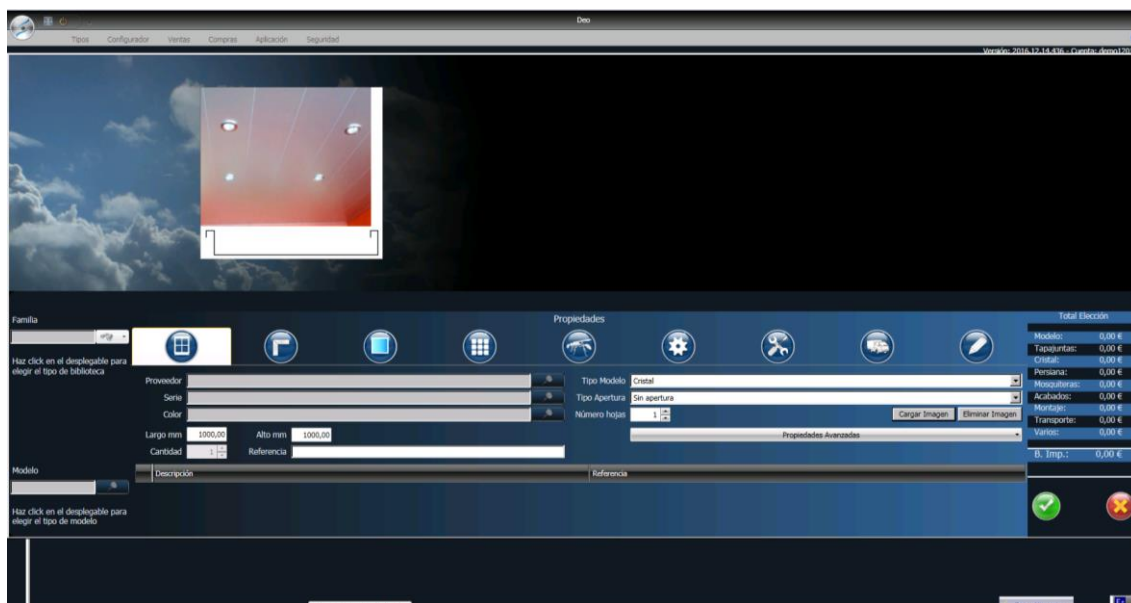 Deo
Tipos Configurador Ventas Compras Aplicación Seguridad
Versión: 2016.12.14.436 - Cuenta: demo120
Familia
Haz click en el desplegable para
elegir el tipo de biblioteca
Modelo
Haz click en el desplegable para
elegir el tipo de modelo
Propiedades
Proveedor
Serie
Color
Largo mm 1000,00 Alto mm 1000,00
Cantidad 1 Referencia
Tipo Modelo Cristal
Tipo Apertura Sin apertura
Número hojas 1 Cargar Imagen Eliminar Imagen
Propiedades Avanzadas
Descripción Referencia
Total Elección
Modelo: 0,00 €
Tapajuntas: 0,00 €
Cristal: 0,00 €
Persiana: 0,00 €
Mosquiteras: 0,00 €
Acabados: 0,00 €
Montaje: 0,00 €
Transporte: 0,00 €
Varios: 0,00 €
B. Imp.: 0,00 €